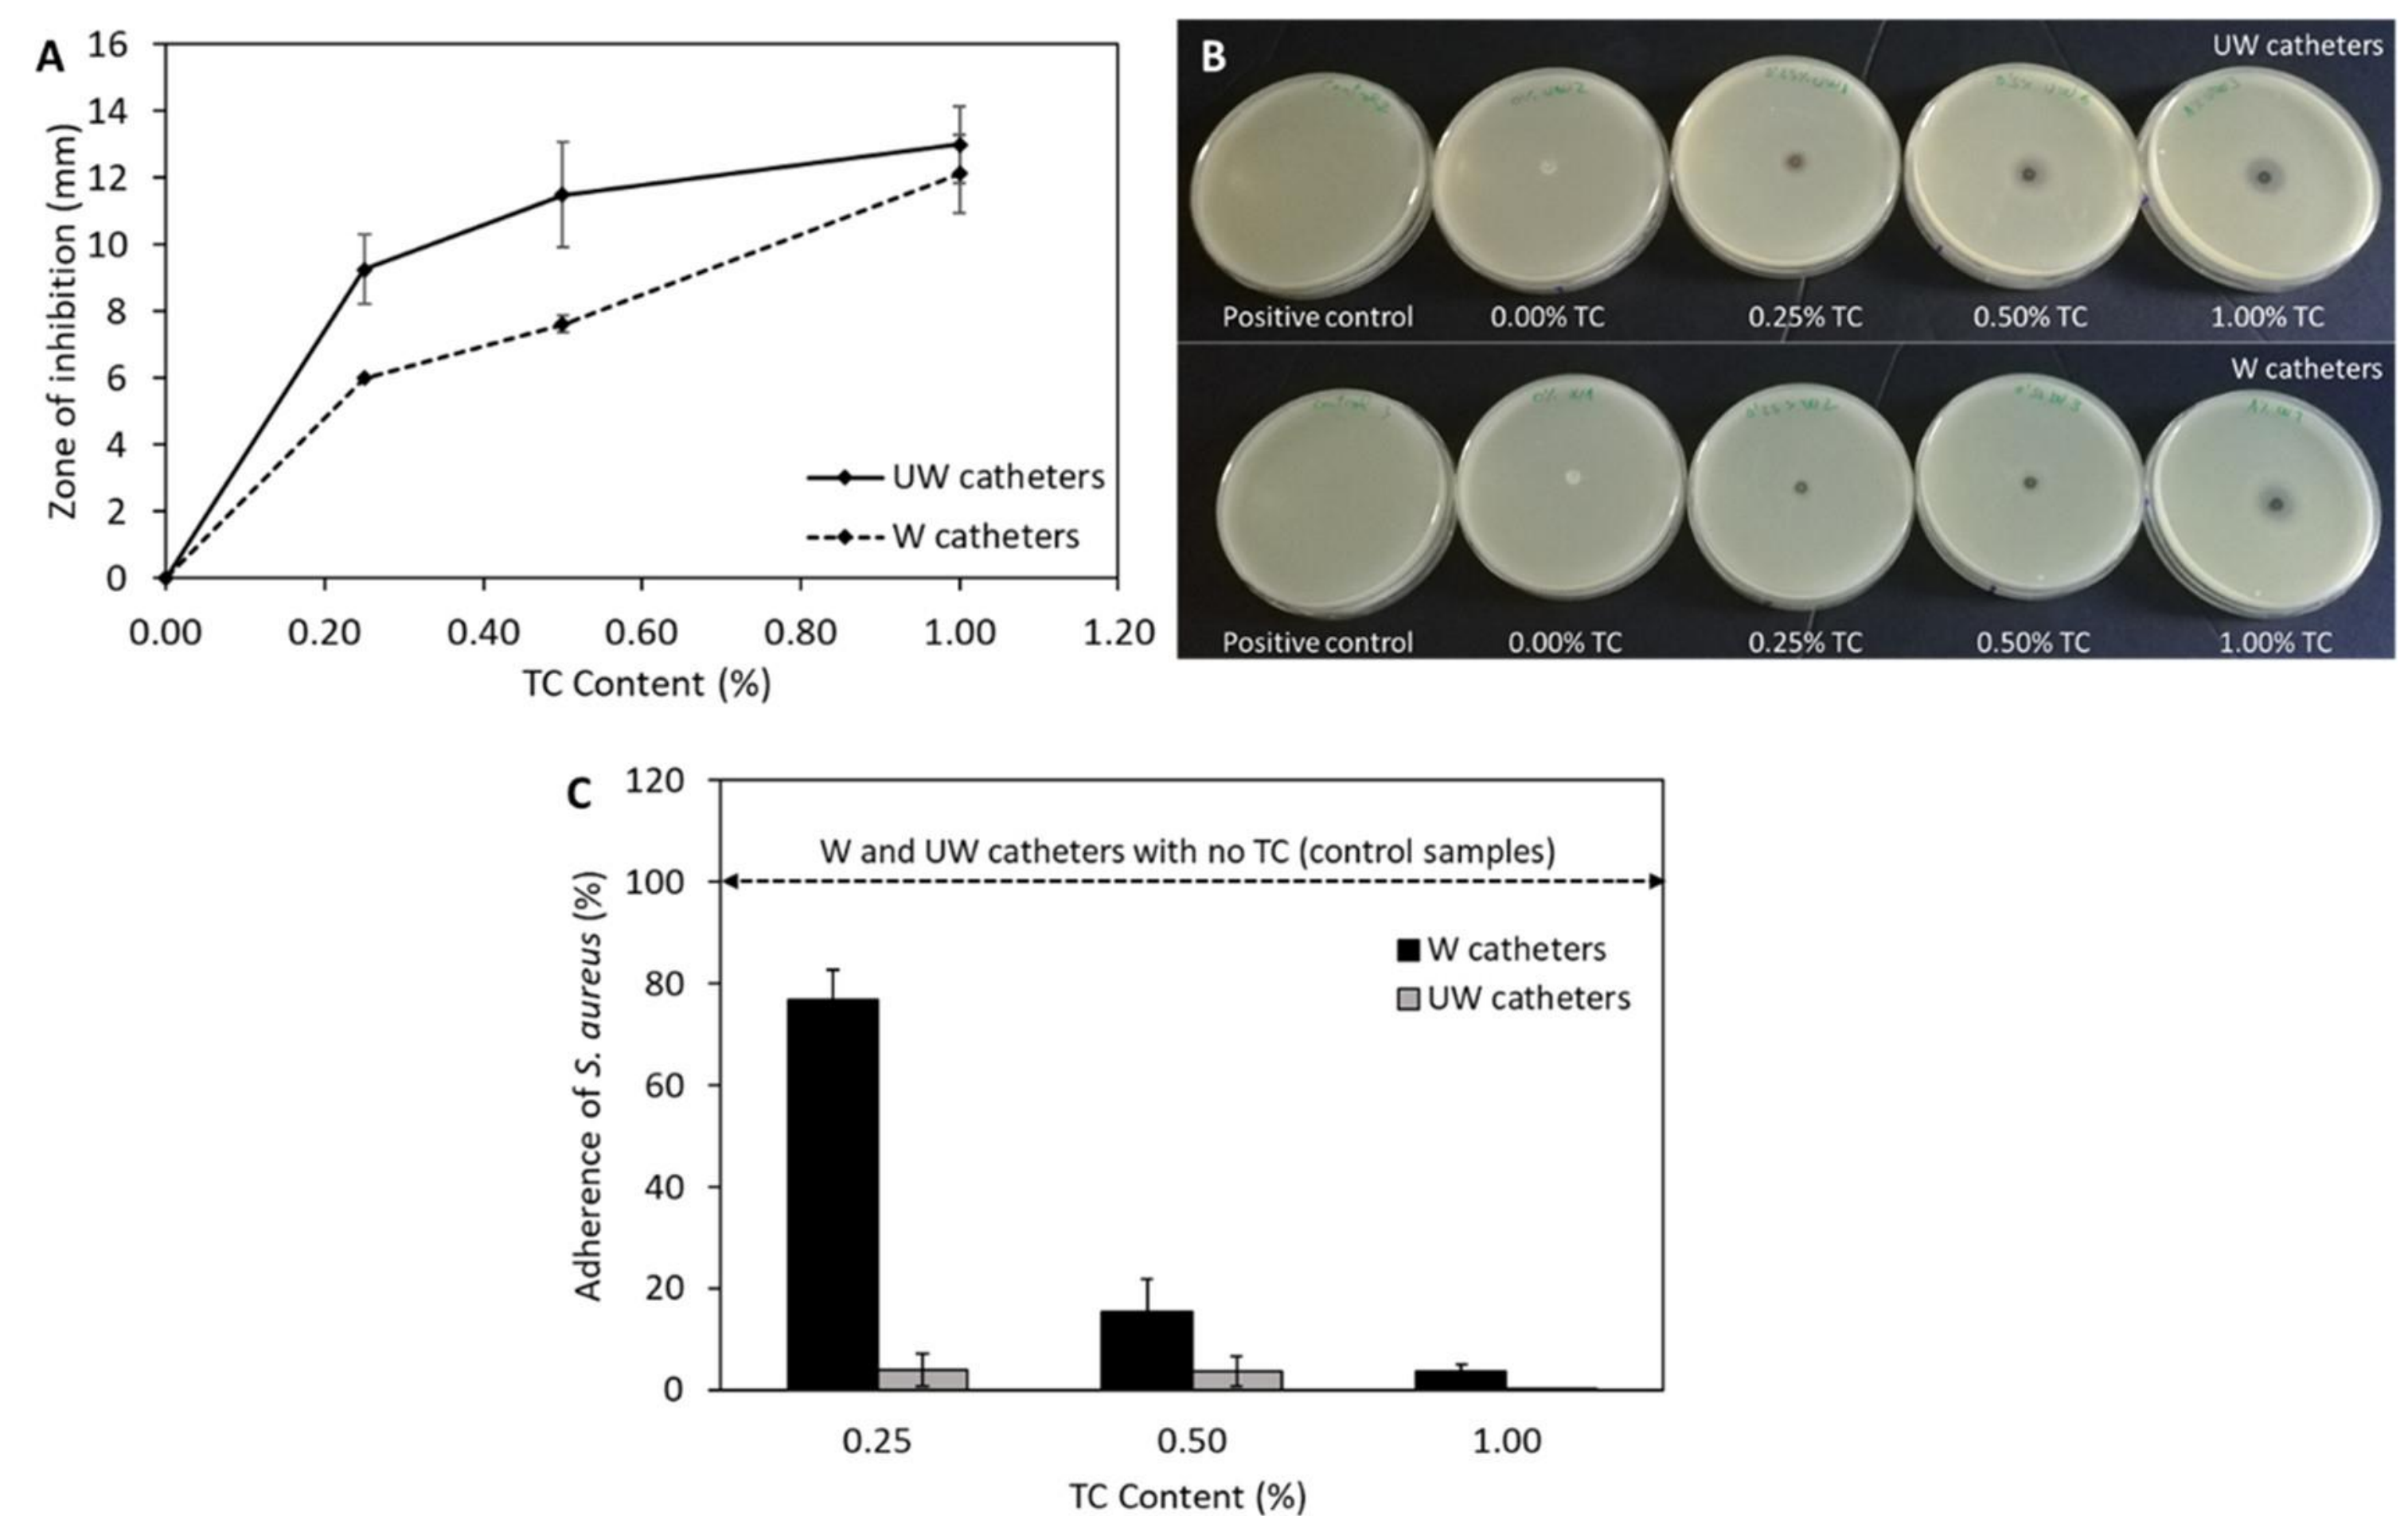 A
16
14
12
10
8
6
4
2
0
Zone of inhibition (mm)
UW catheters
W catheters
0.00 0.20 0.40 0.60 0.80 1.00 1.20
TC Content (%)
B
UW catheters
Positive control 0.00% TC 0.25% TC 0.50% TC 1.00% TC
W catheters
Positive control 0.00% TC 0.25% TC 0.50% TC 1.00% TC
C
120
100
80
60
40
20
0
Adherence of S. aureus (%)
W and UW catheters with no TC (control samples)
W catheters
UW catheters
0.25 0.50 1.00
TC Content (%)